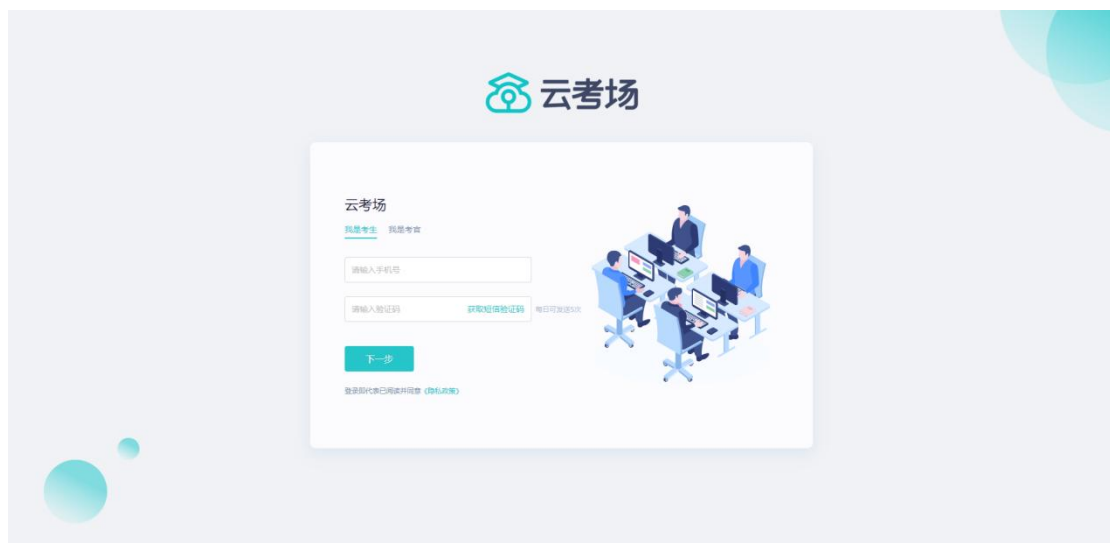 云考场
云考场
我是考生 我是考官
请输入手机号
请输入验证码 获取短信验证码 每日可发送5次
下一步
登录即代表已阅读并同意《隐私政策》